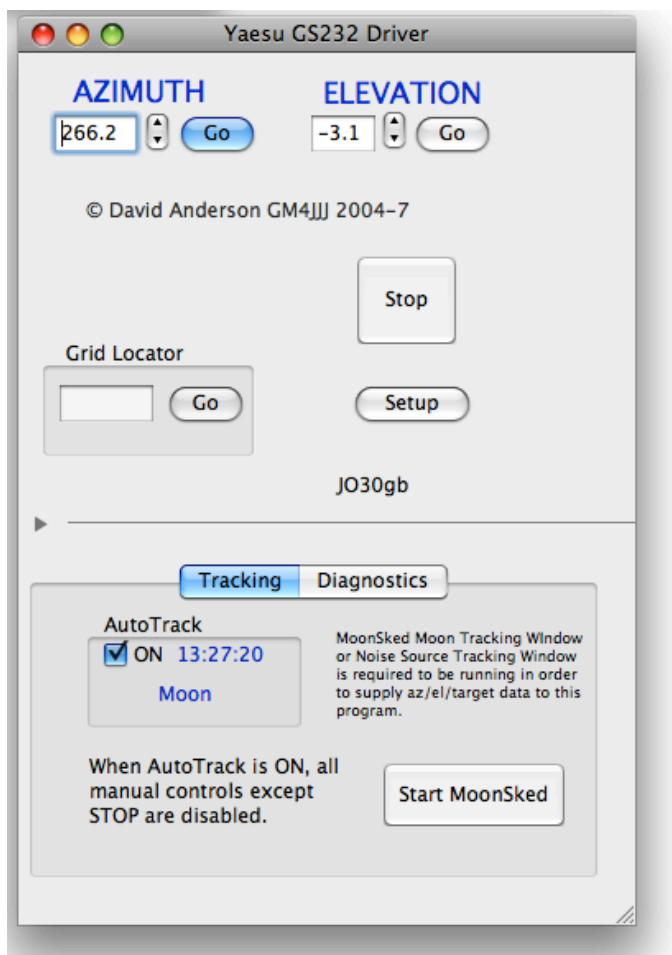 Yaesu GS232 Driver
AZIMUTH
ELEVATION
266.2
Go
-3.1
Go
© David Anderson GM4JJJ 2004-7
Stop
Grid Locator
Go
Setup
JO30gb
Tracking
Diagnostics
AutoTrack
ON 13:27:20
Moon
MoonSked Moon Tracking WIndow
or Noise Source Tracking Window
is required to be running in order
to supply az/el/target data to this
program.
When AutoTrack is ON, all
manual controls except
STOP are disabled.
Start MoonSked